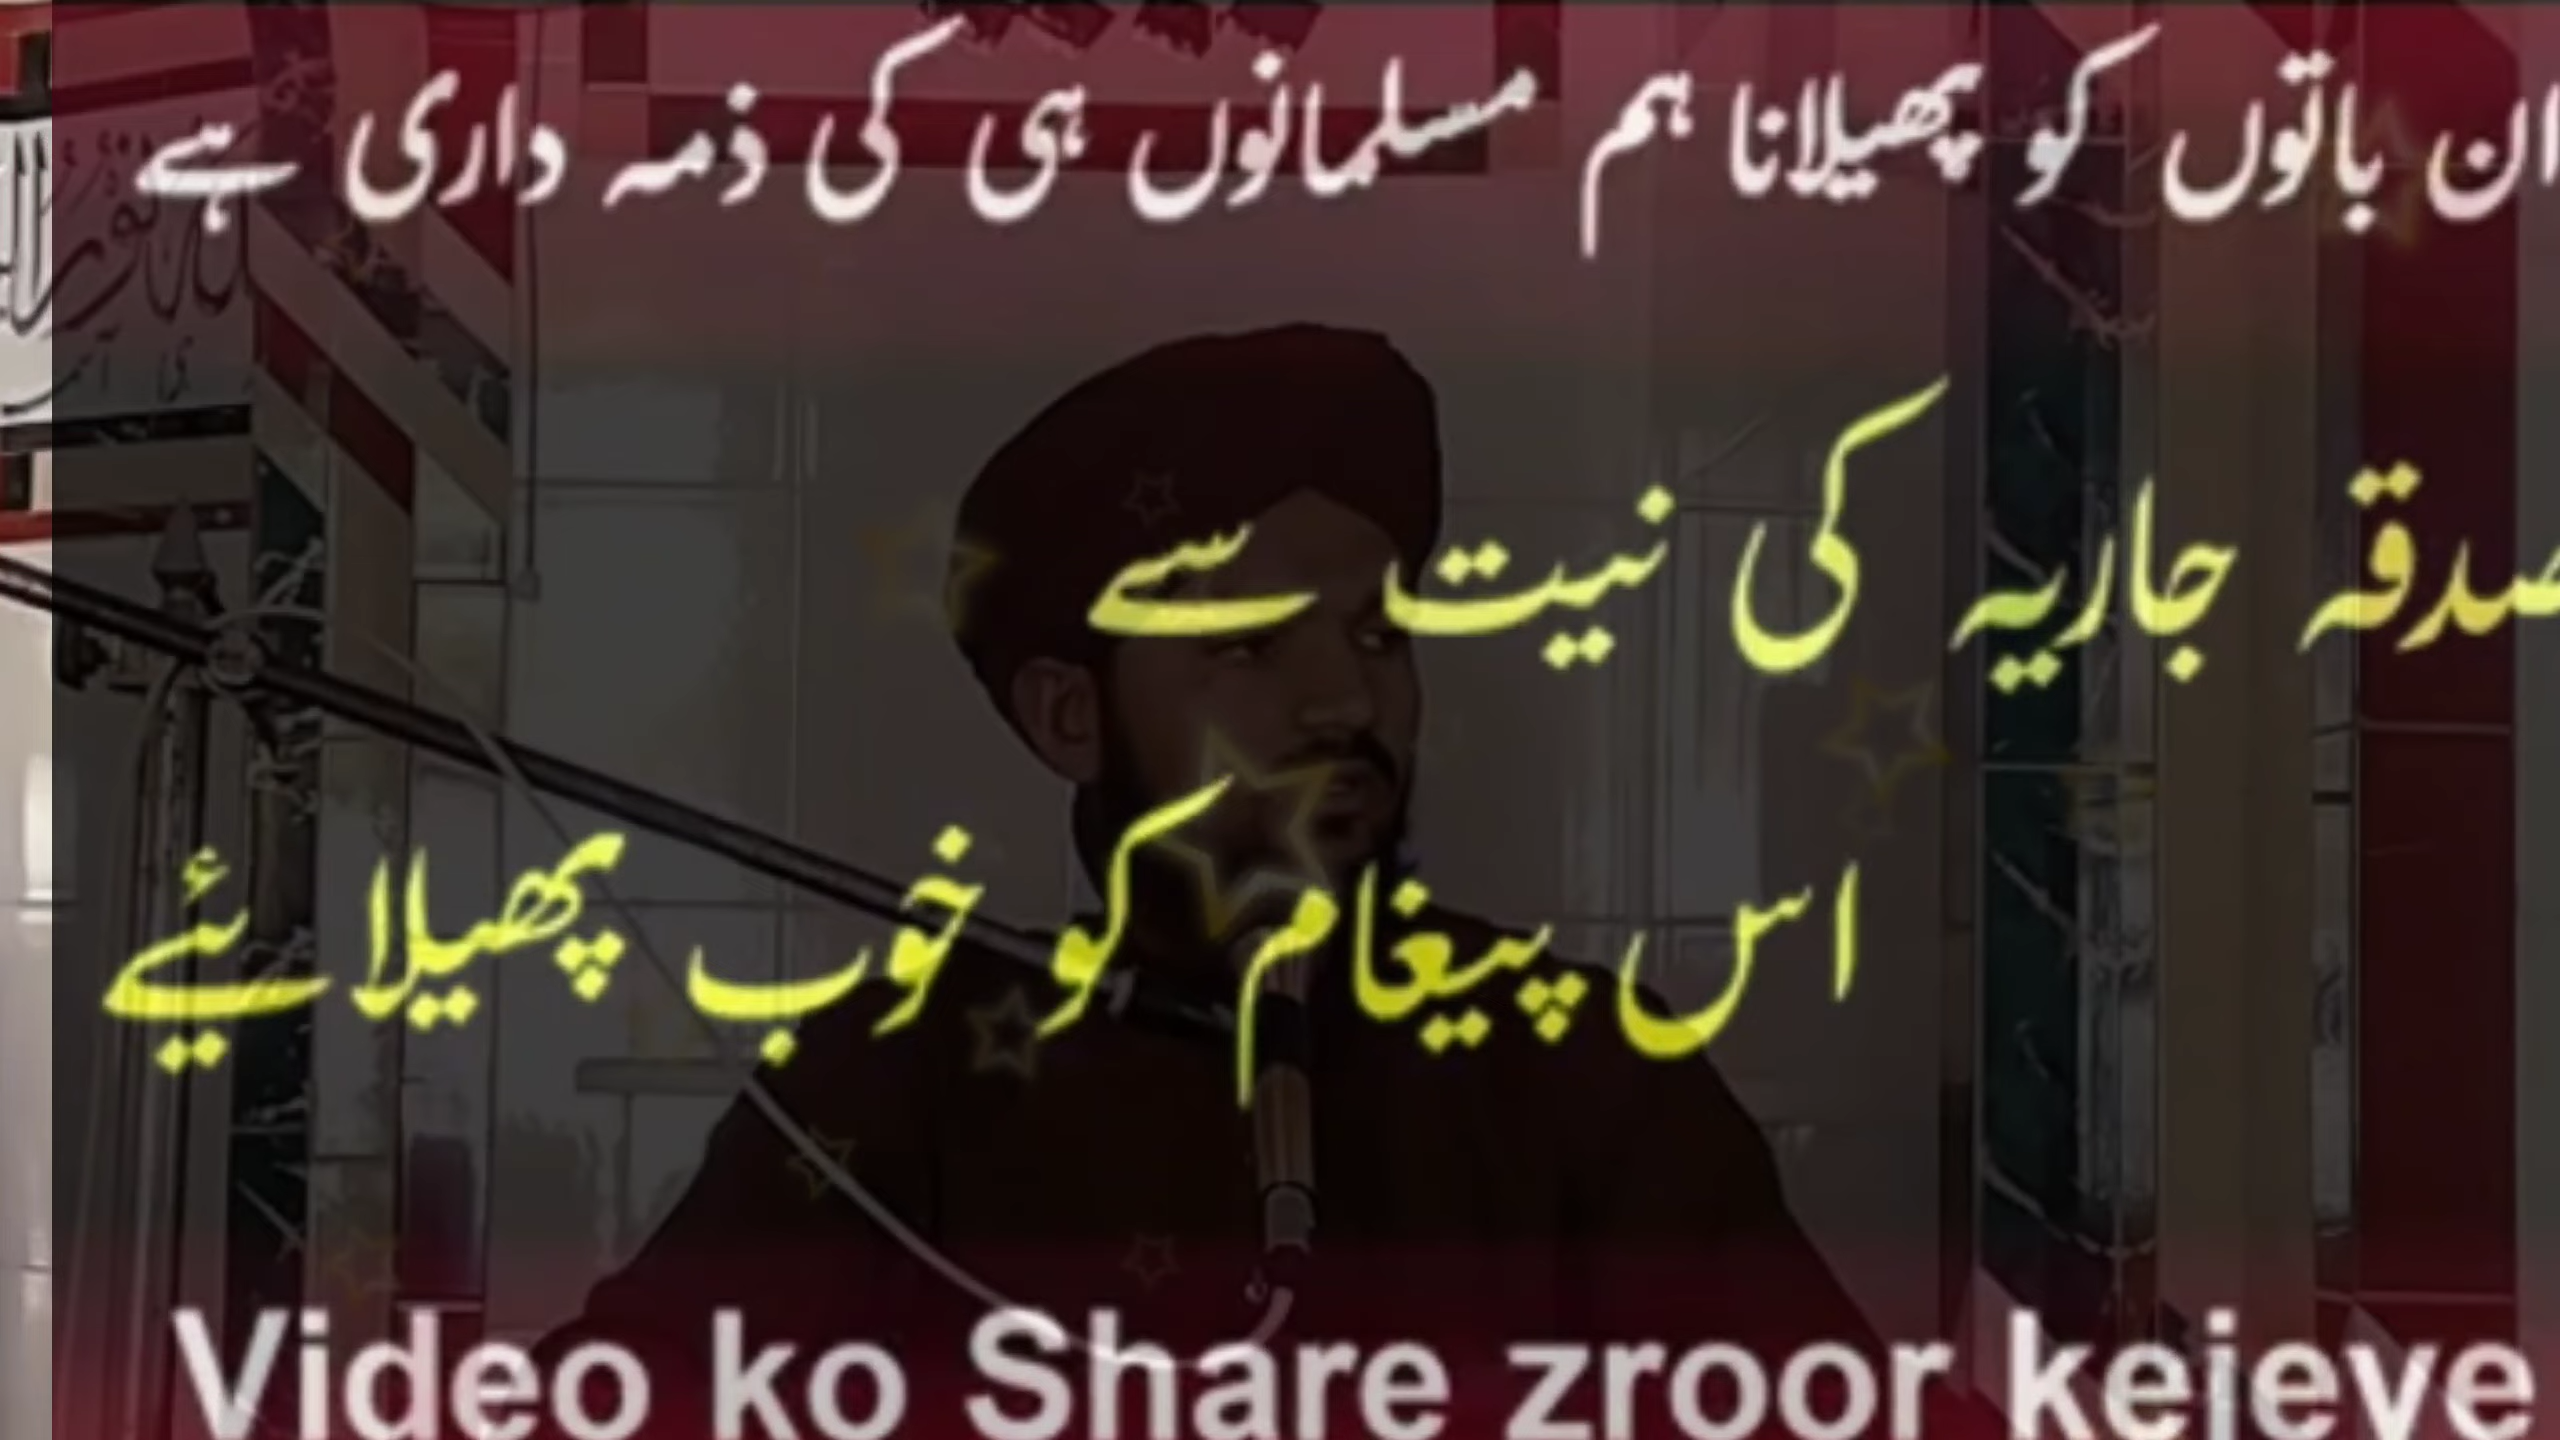 ان باتوں کو پھیلانا ہم مسلمانوں ہی کی ذمہ داری ہے
صدقہ جاریہ کی نیت سے
اس پیغام کو خوب پھیلائیے
Video ko Share zroor kejeye